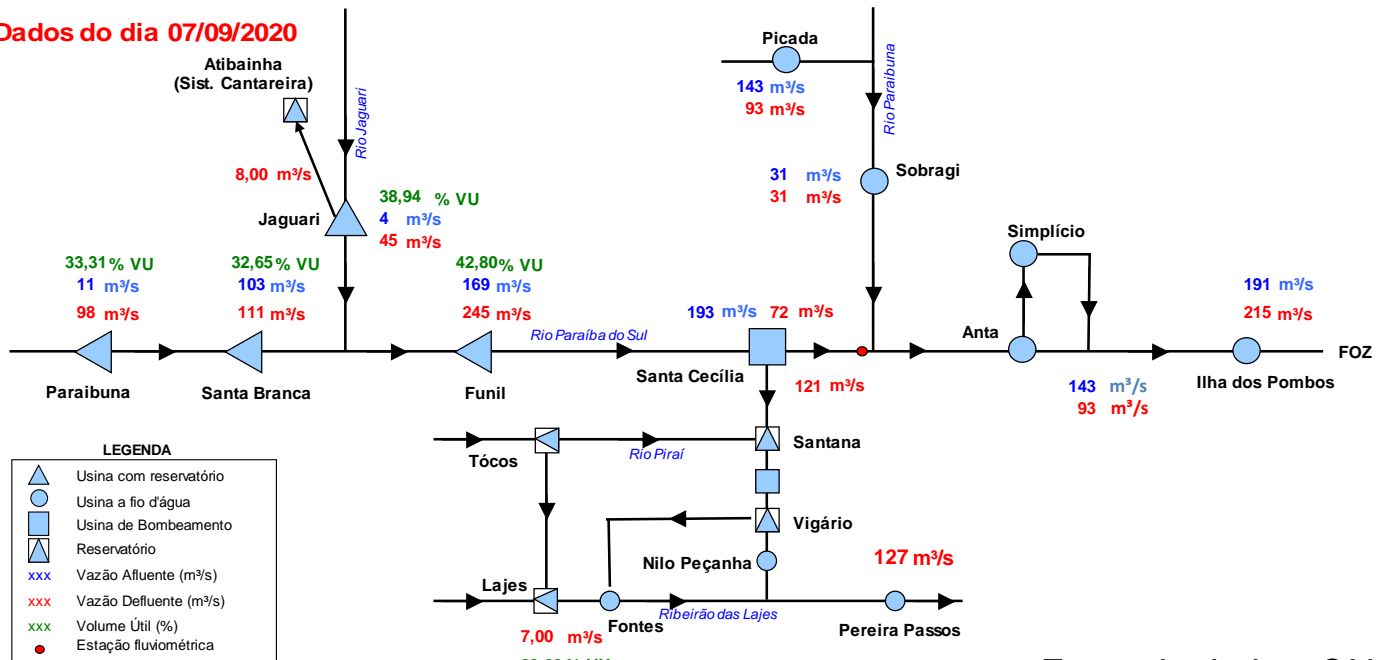 Dados do dia 07/09/2020
Atibainha
(Sist. Cantareira)
Rio Jaguari
8,00 m³/s
Jaguari
38,94 % VU
4 m³/s
45 m³/s
Picada
143 m³/s
93 m³/s
Rio Paraibuna
31 m³/s
31 m³/s
Sobragi
33,31% VU
11 m³/s
98 m³/s
Paraibuna
32,65% VU
103 m³/s
111 m³/s
Santa Branca
42,80% VU
169 m³/s
245 m³/s
Funil
Rio Paraíba do Sul
193 m³/s 72 m³/s
Santa Cecília
121 m³/s
Simplício
Anta
143 m³/s
93 m³/s
191 m³/s
215 m³/s
Ilha dos Pombos
FOZ
Tócos
Rio Piraí
Santana
Vigário
Nilo Peçanha
127 m³/s
Lajes
7,00 m³/s
Fontes
Ribeirão das Lajes
Pereira Passos
LEGENDA
Usina com reservatório
Usina a fio d'água
Usina de Bombeamento
Reservatório
xxx Vazão Afluente (m³/s)
xxx Vazão Defluente (m³/s)
xxx Volume Útil (%)
Estação fluviométrica